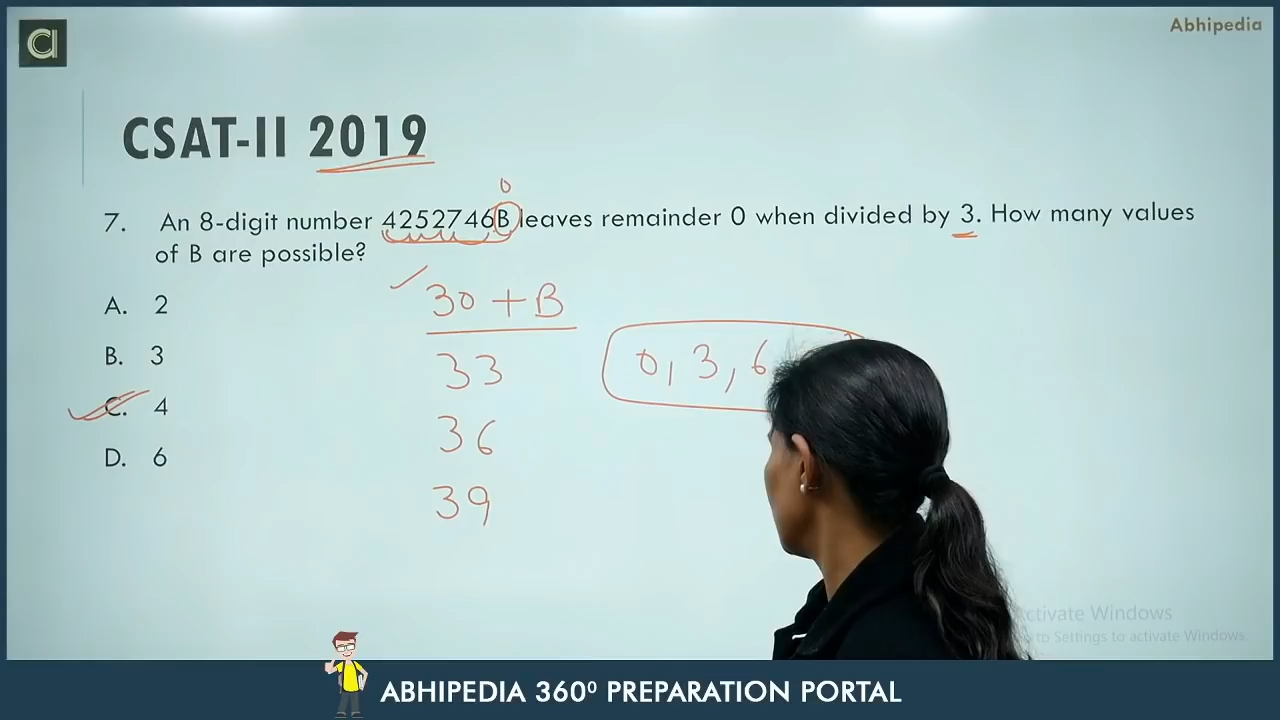 Abhipedia
CSAT-II 2019
0
7. An 8-digit number 4252746B leaves remainder 0 when divided by 3. How many values
of B are possible?
A. 2
B. 3
C. 4
D. 6
30 + B
33
36
39
0, 3, 6
Activate Windows
to Settings to activate Windows.
ABHIPEDIA 360⁰ PREPARATION PORTAL